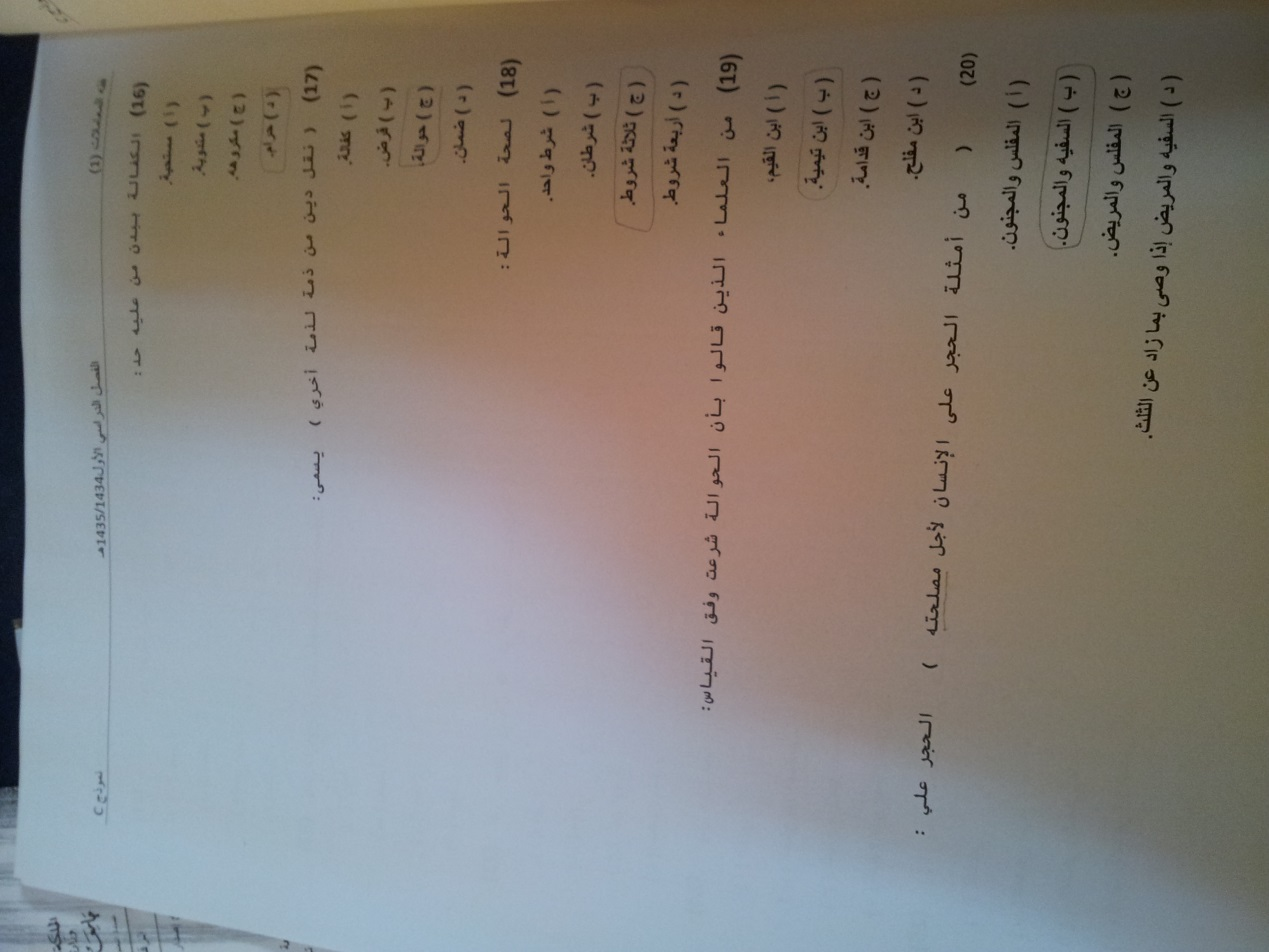 فقه المعاملات (1) الفصل الدراسي الأول 1435/1434هـ نموذج C
(16) الكفالة ببدن من عليه حد:
( أ ) مستحبة.
( ب ) مندوبة.
( ج ) مكروهه.
( د ) حرام.
(17) ( نقل دين من ذمة لذمة أخري ) يسمى:
( أ ) كفالة.
( ب ) قرض.
( ج ) حوالة.
( د ) ضمان.
(18) لصحة الحوالة:
( أ ) شرط واحد.
( ب ) شرطان.
( ج ) ثلاثة شروط.
( د ) أربعة شروط.
(19) من العلماء الذين قالوا بأن الحوالة شرعت وفق القياس:
( أ ) ابن القيم،
( ب ) ابن تيمية.
( ج ) ابن قدامة.
( د ) ابن مفلح.
(20) ( من أمثلة الحجر على الإنسان لأجل مصلحته ) الحجر علي :
( أ ) المفلس والمجنون.
( ب ) السفيه والمجنون.
( ج ) المفلس والمريض.
( د ) السفيه والمريض إذا وصى بما زاد عن الثلث.